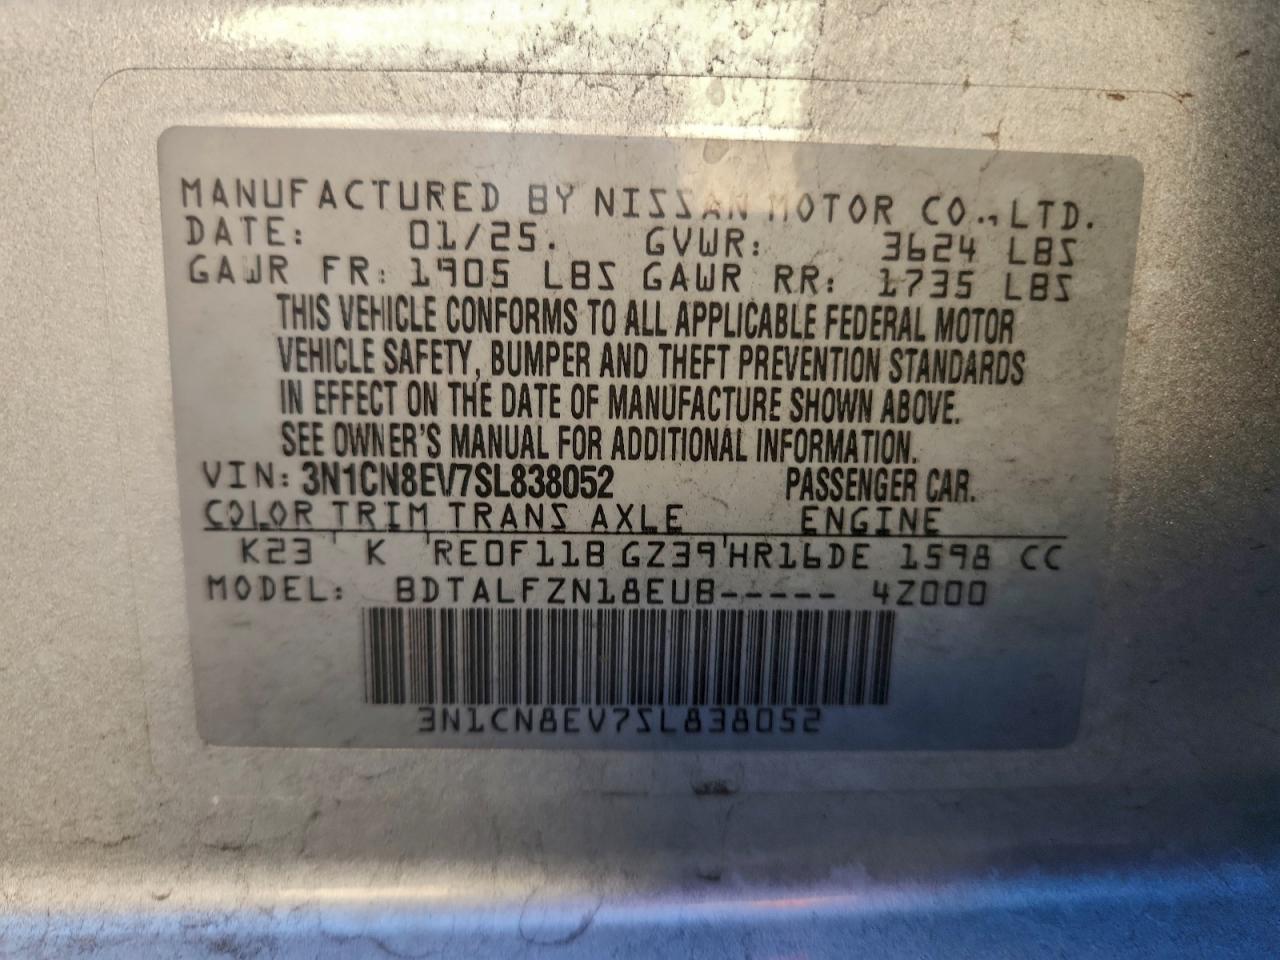 MANUFACTURED BY NISSAN MOTOR CO., LTD.
DATE: 01/25. GVWR: 3624 LBS
GAWR FR: 1905 LBS GAWR RR: 1735 LBS
THIS VEHICLE CONFORMS TO ALL APPLICABLE FEDERAL MOTOR
VEHICLE SAFETY, BUMPER AND THEFT PREVENTION STANDARDS
IN EFFECT ON THE DATE OF MANUFACTURE SHOWN ABOVE.
SEE OWNER'S MANUAL FOR ADDITIONAL INFORMATION.
VIN: 3N1CN8EV7SL838052 PASSENGER CAR.
COLOR TRIM TRANS AXLE ENGINE
K23 K RE0F11B GZ39 HR16DE 1598 CC
MODEL: BDTALFZN18EUB----- 4Z000
3N1CN8EV7SL838052